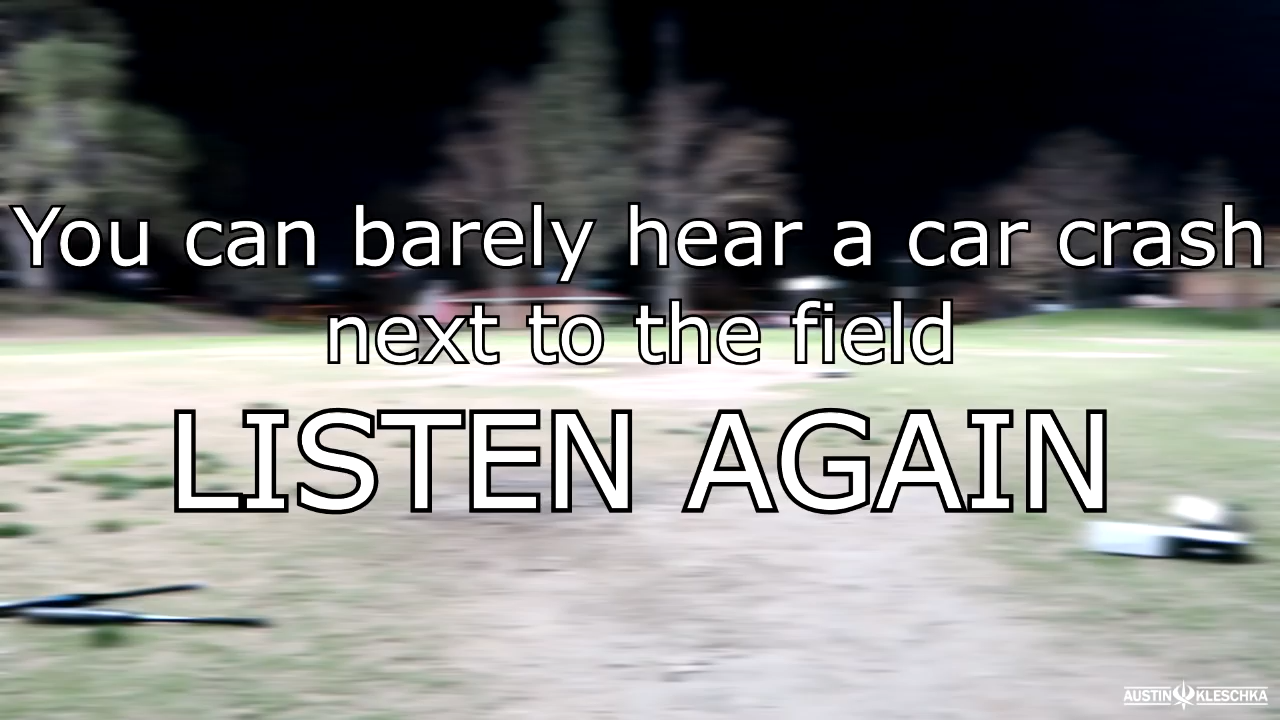 You can barely hear a car crash
next to the field
LISTEN AGAIN
AUSTIN KLESCHKA